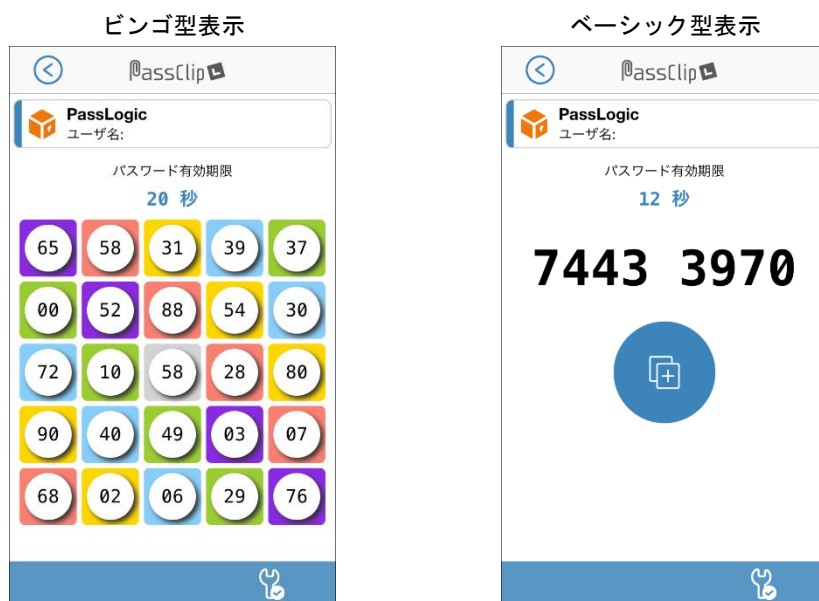 ビンゴ型表示
PassClip L
PassLogic
ユーザ名:
パスワード有効期限
20 秒
65 58 31 39 37
00 52 88 54 30
72 10 58 28 80
90 40 49 03 07
68 02 06 29 76
ベーシック型表示
PassClip L
PassLogic
ユーザ名:
パスワード有効期限
12 秒
7443 3970